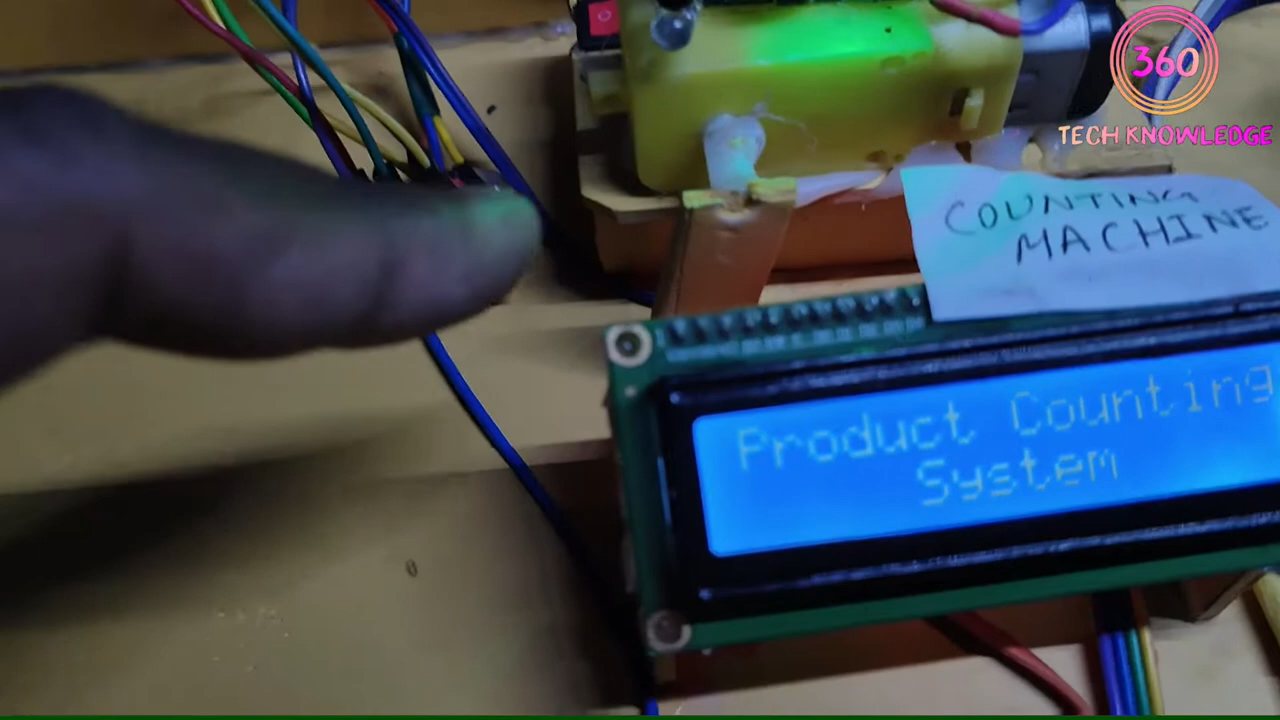 360
TECH KNOWLEDGE
COUNTING
MACHINE
Product Counting
System